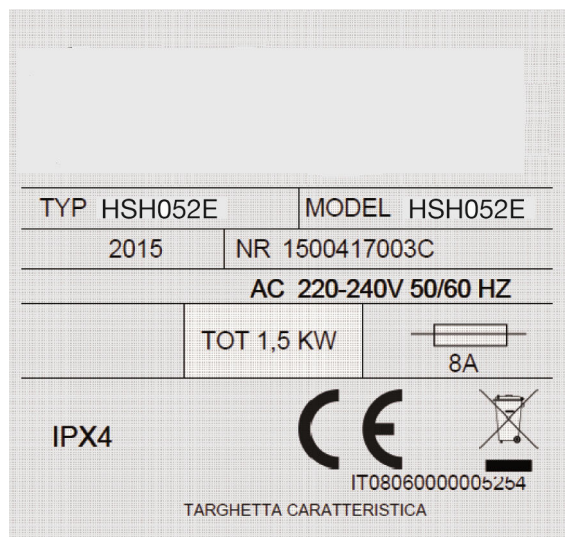 TYP HSH052E MODEL HSH052E
2015 NR 1500417003C
AC 220-240V 50/60 HZ
TOT 1,5 KW 8A
IPX4 CE
IT08060000005254
TARGHETTA CARATTERISTICA